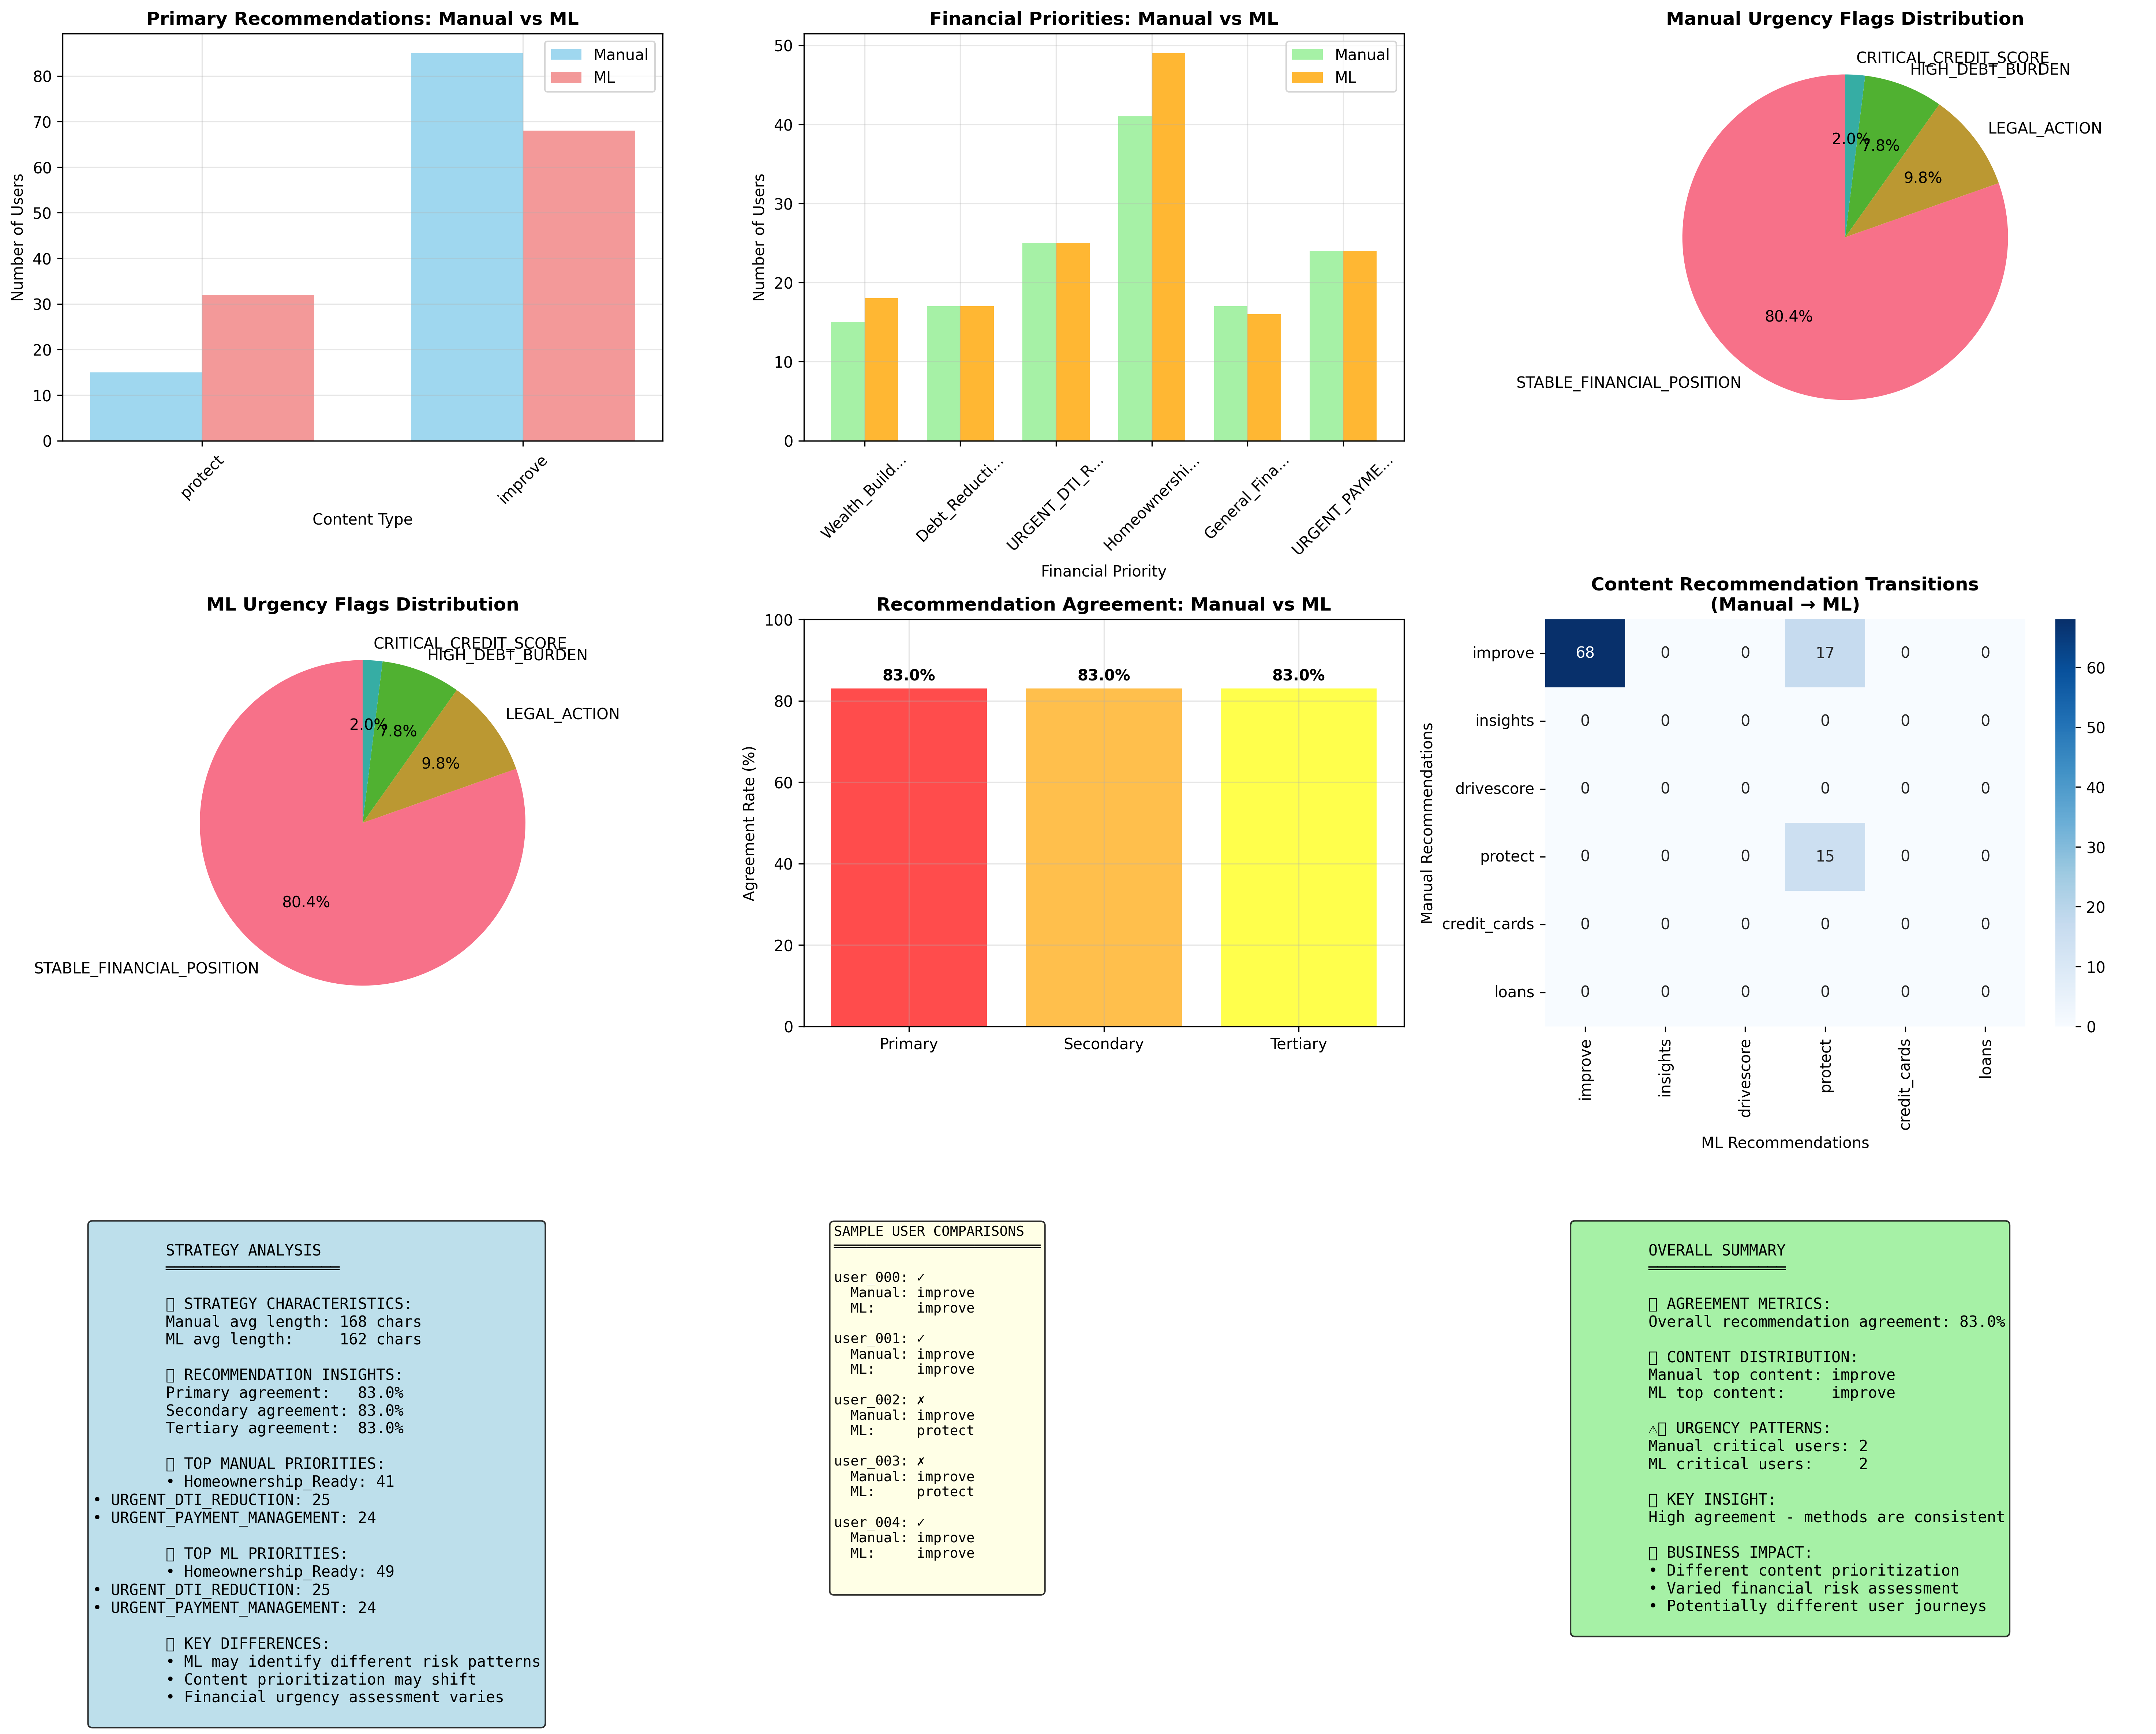 Primary Recommendations: Manual vs ML
Number of Users
80
70
60
50
40
30
20
10
0
Manual
ML
protect
improve
Content Type
Financial Priorities: Manual vs ML
Number of Users
50
40
30
20
10
0
Manual
ML
Wealth_Build...
Debt_Reducti...
URGENT_DTI_R...
Homeownershi...
General_Fina...
URGENT_PAYME...
Financial Priority
Manual Urgency Flags Distribution
CRITICAL_CREDIT_SCORE
HIGH_DEBT_BURDEN
LEGAL_ACTION
2.0%
7.8%
9.8%
80.4%
STABLE_FINANCIAL_POSITION
ML Urgency Flags Distribution
CRITICAL_CREDIT_SCORE
HIGH_DEBT_BURDEN
LEGAL_ACTION
2.0%
7.8%
9.8%
80.4%
STABLE_FINANCIAL_POSITION
Recommendation Agreement: Manual vs ML
Agreement Rate (%)
100
80
60
40
20
0
83.0%
83.0%
83.0%
Primary
Secondary
Tertiary
Content Recommendation Transitions
(Manual → ML)
Manual Recommendations
improve 68 0 0 17 0 0
insights 0 0 0 0 0 0
drivescore 0 0 0 0 0 0
protect 0 0 0 15 0 0
credit_cards 0 0 0 0 0 0
loans 0 0 0 0 0 0
improve
insights
drivescore
protect
credit_cards
loans
ML Recommendations
60
50
40
30
20
10
0
STRATEGY ANALYSIS
STRATEGY CHARACTERISTICS:
Manual avg length: 168 chars
ML avg length: 162 chars
RECOMMENDATION INSIGHTS:
Primary agreement: 83.0%
Secondary agreement: 83.0%
Tertiary agreement: 83.0%
TOP MANUAL PRIORITIES:
• Homeownership_Ready: 41
• URGENT_DTI_REDUCTION: 25
• URGENT_PAYMENT_MANAGEMENT: 24
TOP ML PRIORITIES:
• Homeownership_Ready: 49
• URGENT_DTI_REDUCTION: 25
• URGENT_PAYMENT_MANAGEMENT: 24
KEY DIFFERENCES:
• ML may identify different risk patterns
• Content prioritization may shift
• Financial urgency assessment varies
SAMPLE USER COMPARISONS
user_000: ✓
Manual: improve
ML: improve
user_001: ✓
Manual: improve
ML: improve
user_002: ✗
Manual: improve
ML: protect
user_003: ✗
Manual: improve
ML: protect
user_004: ✓
Manual: improve
ML: improve
OVERALL SUMMARY
AGREEMENT METRICS:
Overall recommendation agreement: 83.0%
CONTENT DISTRIBUTION:
Manual top content: improve
ML top content: improve
⚠ URGENCY PATTERNS:
Manual critical users: 2
ML critical users: 2
KEY INSIGHT:
High agreement - methods are consistent
BUSINESS IMPACT:
• Different content prioritization
• Varied financial risk assessment
• Potentially different user journeys